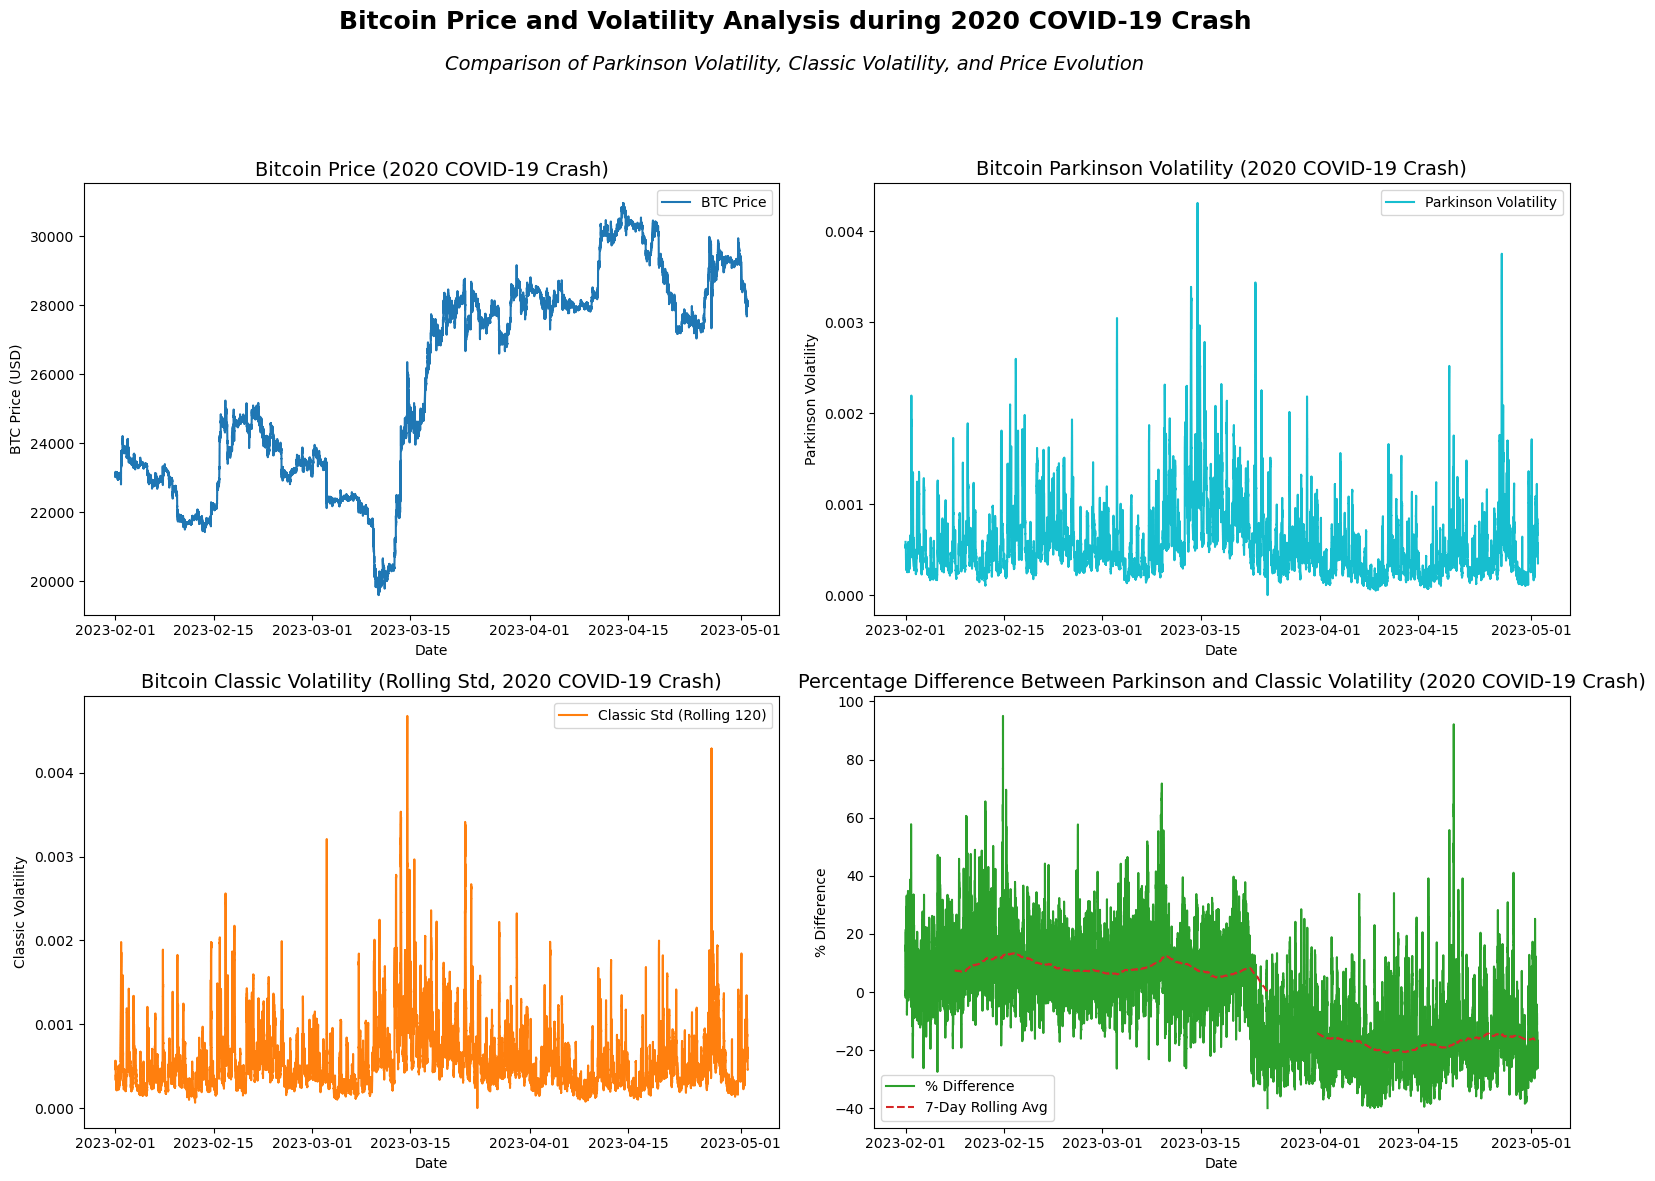 Bitcoin Price and Volatility Analysis during 2020 COVID-19 Crash
Comparison of Parkinson Volatility, Classic Volatility, and Price Evolution
Bitcoin Price (2020 COVID-19 Crash)
BTC Price
BTC Price (USD)
30000
28000
26000
24000
22000
20000
2023-02-01 2023-02-15 2023-03-01 2023-03-15 2023-04-01 2023-04-15 2023-05-01
Date
Bitcoin Parkinson Volatility (2020 COVID-19 Crash)
Parkinson Volatility
Parkinson Volatility
0.004
0.003
0.002
0.001
0.000
2023-02-01 2023-02-15 2023-03-01 2023-03-15 2023-04-01 2023-04-15 2023-05-01
Date
Bitcoin Classic Volatility (Rolling Std, 2020 COVID-19 Crash)
Classic Std (Rolling 120)
Classic Volatility
0.004
0.003
0.002
0.001
0.000
2023-02-01 2023-02-15 2023-03-01 2023-03-15 2023-04-01 2023-04-15 2023-05-01
Date
Percentage Difference Between Parkinson and Classic Volatility (2020 COVID-19 Crash)
% Difference
100
80
60
40
20
0
−20
−40
% Difference
7-Day Rolling Avg
2023-02-01 2023-02-15 2023-03-01 2023-03-15 2023-04-01 2023-04-15 2023-05-01
Date